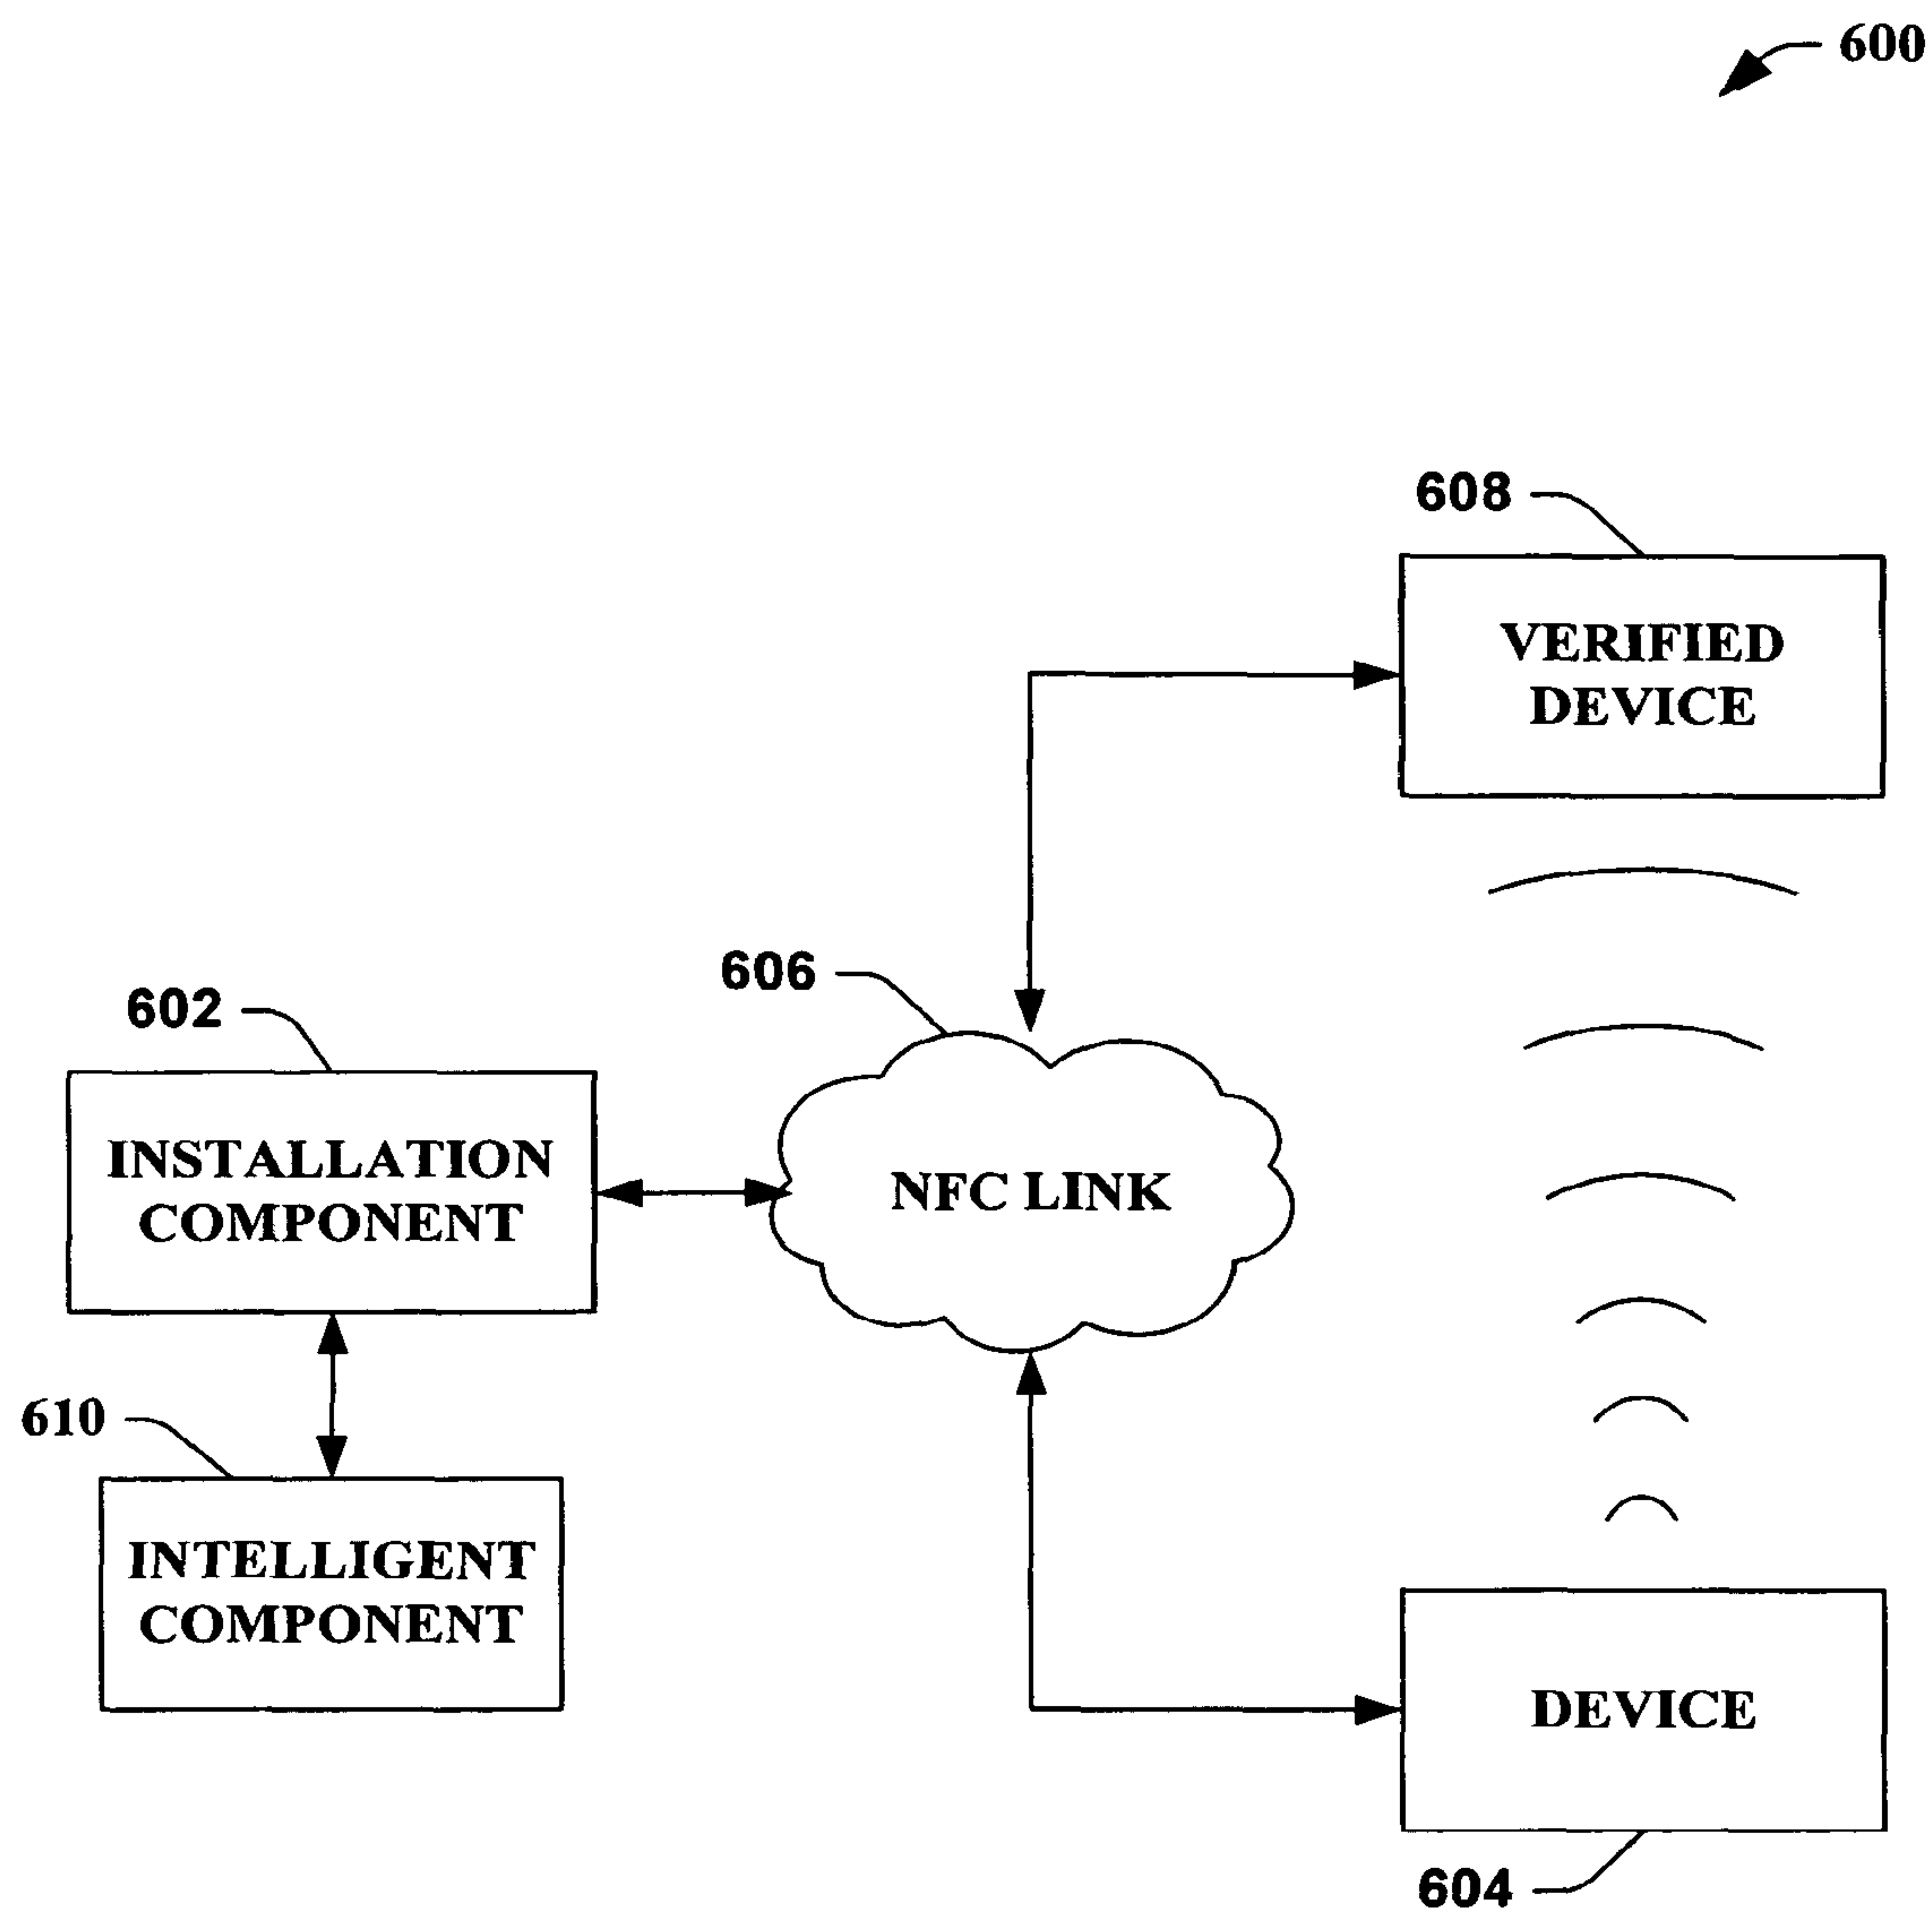 600
608
VERIFIED
DEVICE
606
602
INSTALLATION
COMPONENT
NFC LINK
610
INTELLIGENT
COMPONENT
DEVICE
604